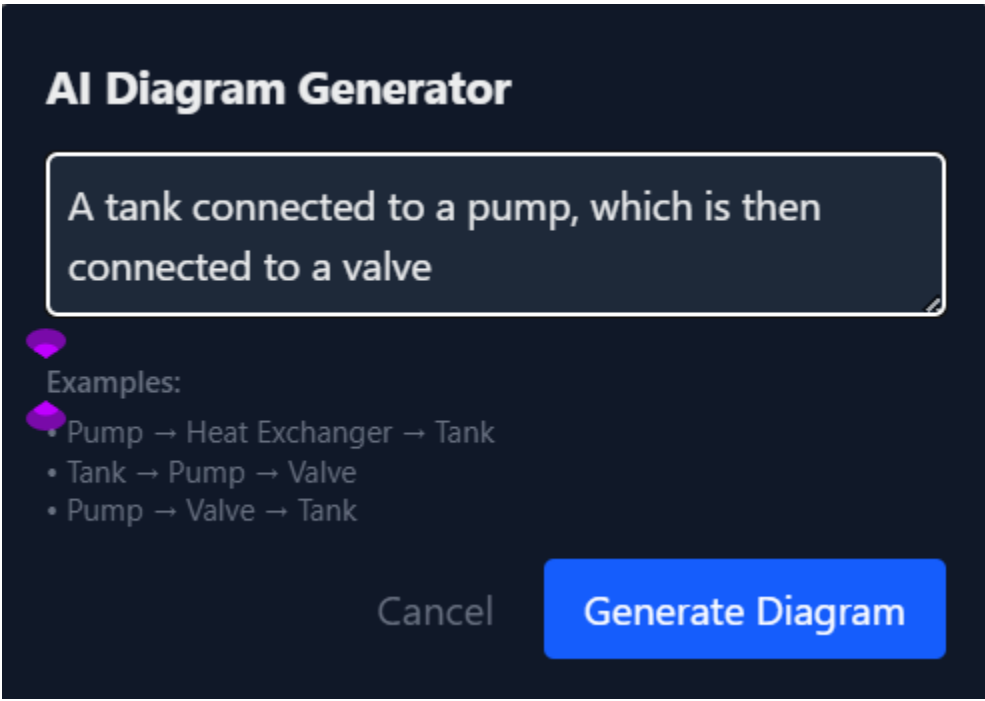 AI Diagram Generator
A tank connected to a pump, which is then
connected to a valve
Examples:
• Pump → Heat Exchanger → Tank
• Tank → Pump → Valve
• Pump → Valve → Tank
Cancel
Generate Diagram